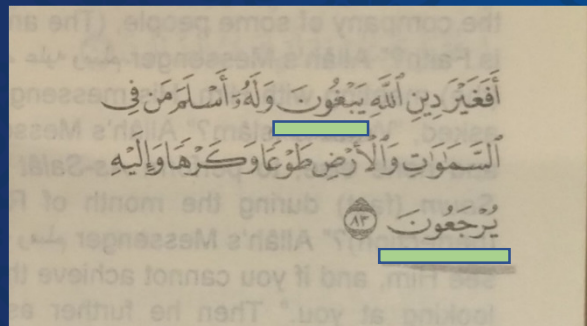 أَفَغَيْرَ دِينِ ٱللَّهِ يَبْغُونَ وَلَهُۥٓ أَسْلَمَ مَن فِى
ٱلسَّمَٰوَٰتِ وَٱلْأَرْضِ طَوْعًا وَكَرْهًا وَإِلَيْهِ
يُرْجَعُونَ ٨٣